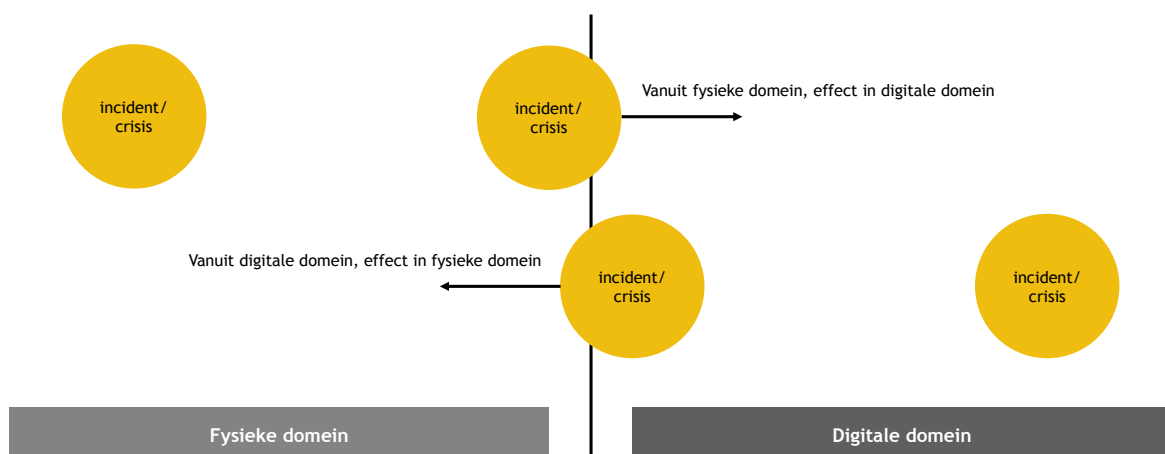 incident/
crisis
incident/
crisis
Vanuit fysieke domein, effect in digitale domein
Vanuit digitale domein, effect in fysieke domein
incident/
crisis
incident/
crisis
Fysieke domein
Digitale domein